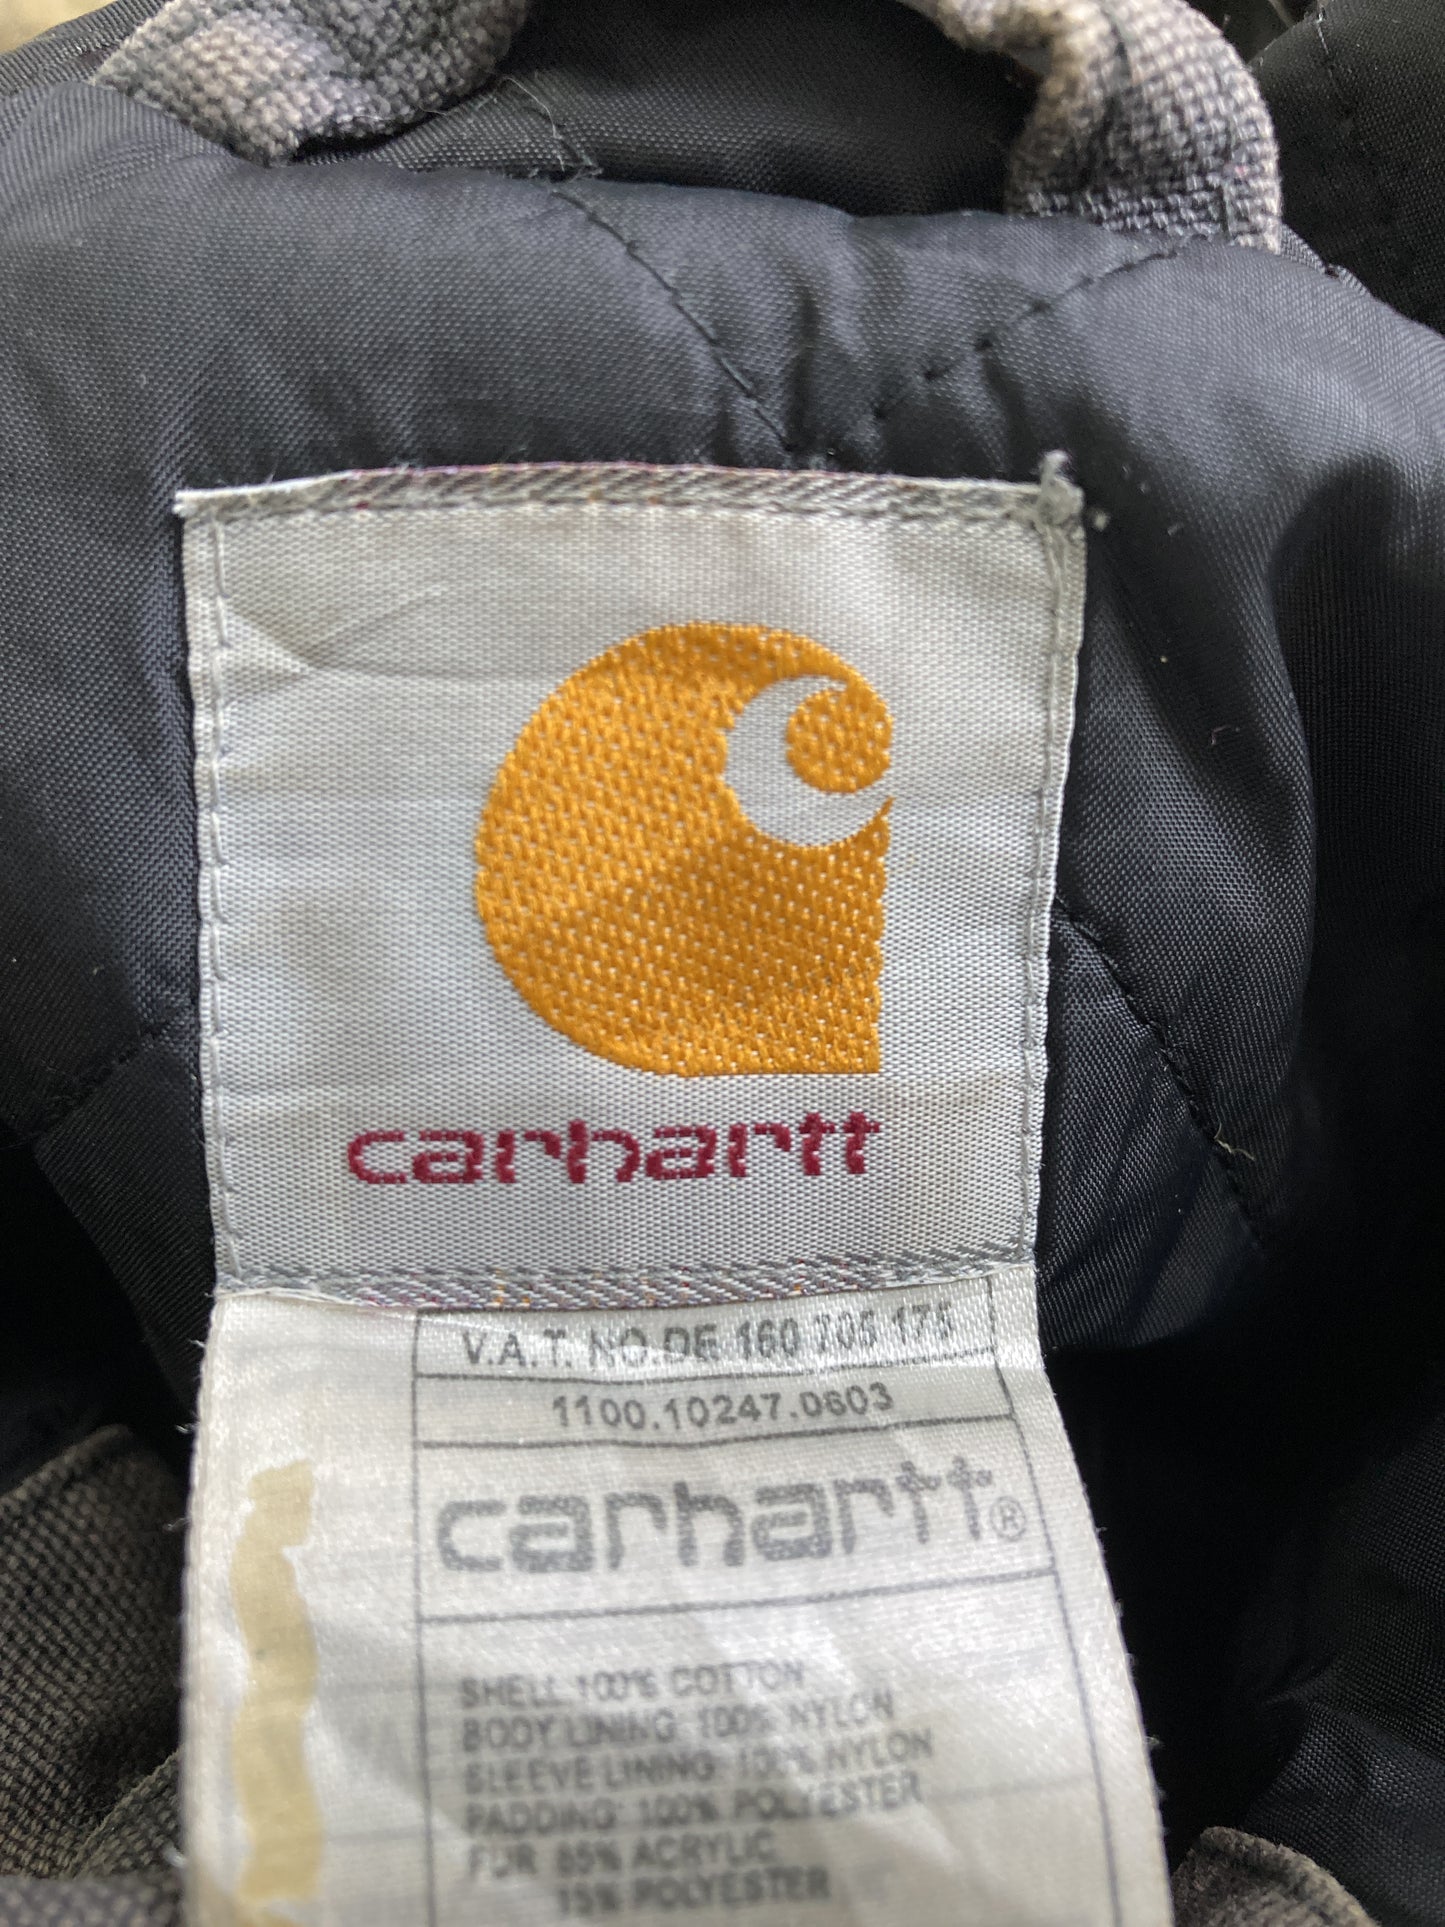 carhartt
V.A.T. NO.DE 160 705 175
1100.10247.0603
carhartt®
SHELL 100% COTTON
BODY LINING: 100% NYLON
SLEEVE LINING: 100% NYLON
PADDING: 100% POLYESTER
FUR 85% ACRYLIC
15% POLYESTER